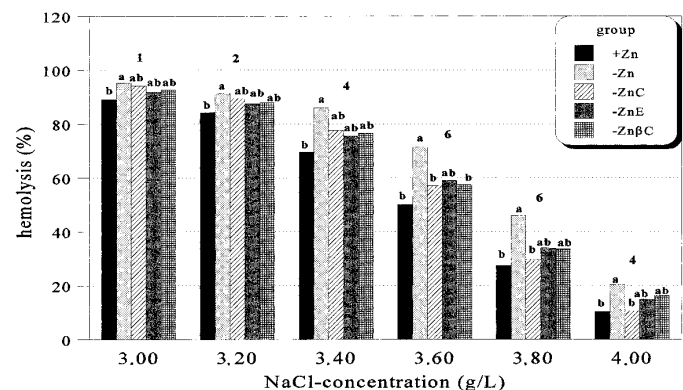 120
100
80
60
40
20
0
hemolysis (%)
1
2
4
6
6
4
b a ab ab ab
b a ab ab ab
b a ab ab ab
b a b ab b
b a b ab ab
b a b ab ab
group
+Zn
-Zn
-ZnC
-ZnE
-ZnβC
3.00 3.20 3.40 3.60 3.80 4.00
NaCl-concentration (g/L)